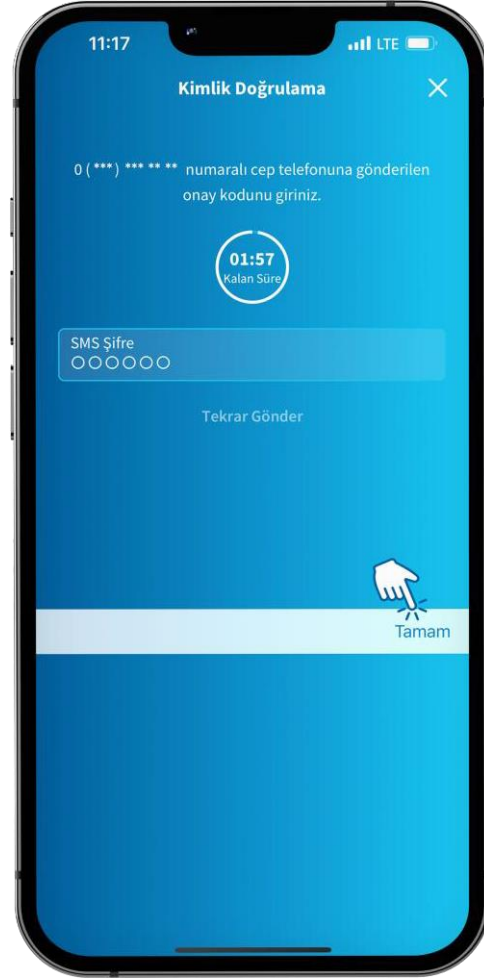 11:17
LTE
Kimlik Doğrulama
0 ( *** ) *** ** ** numaralı cep telefonuna gönderilen
onay kodunu giriniz.
01:57
Kalan Süre
SMS Şifre
Tekrar Gönder
Tamam